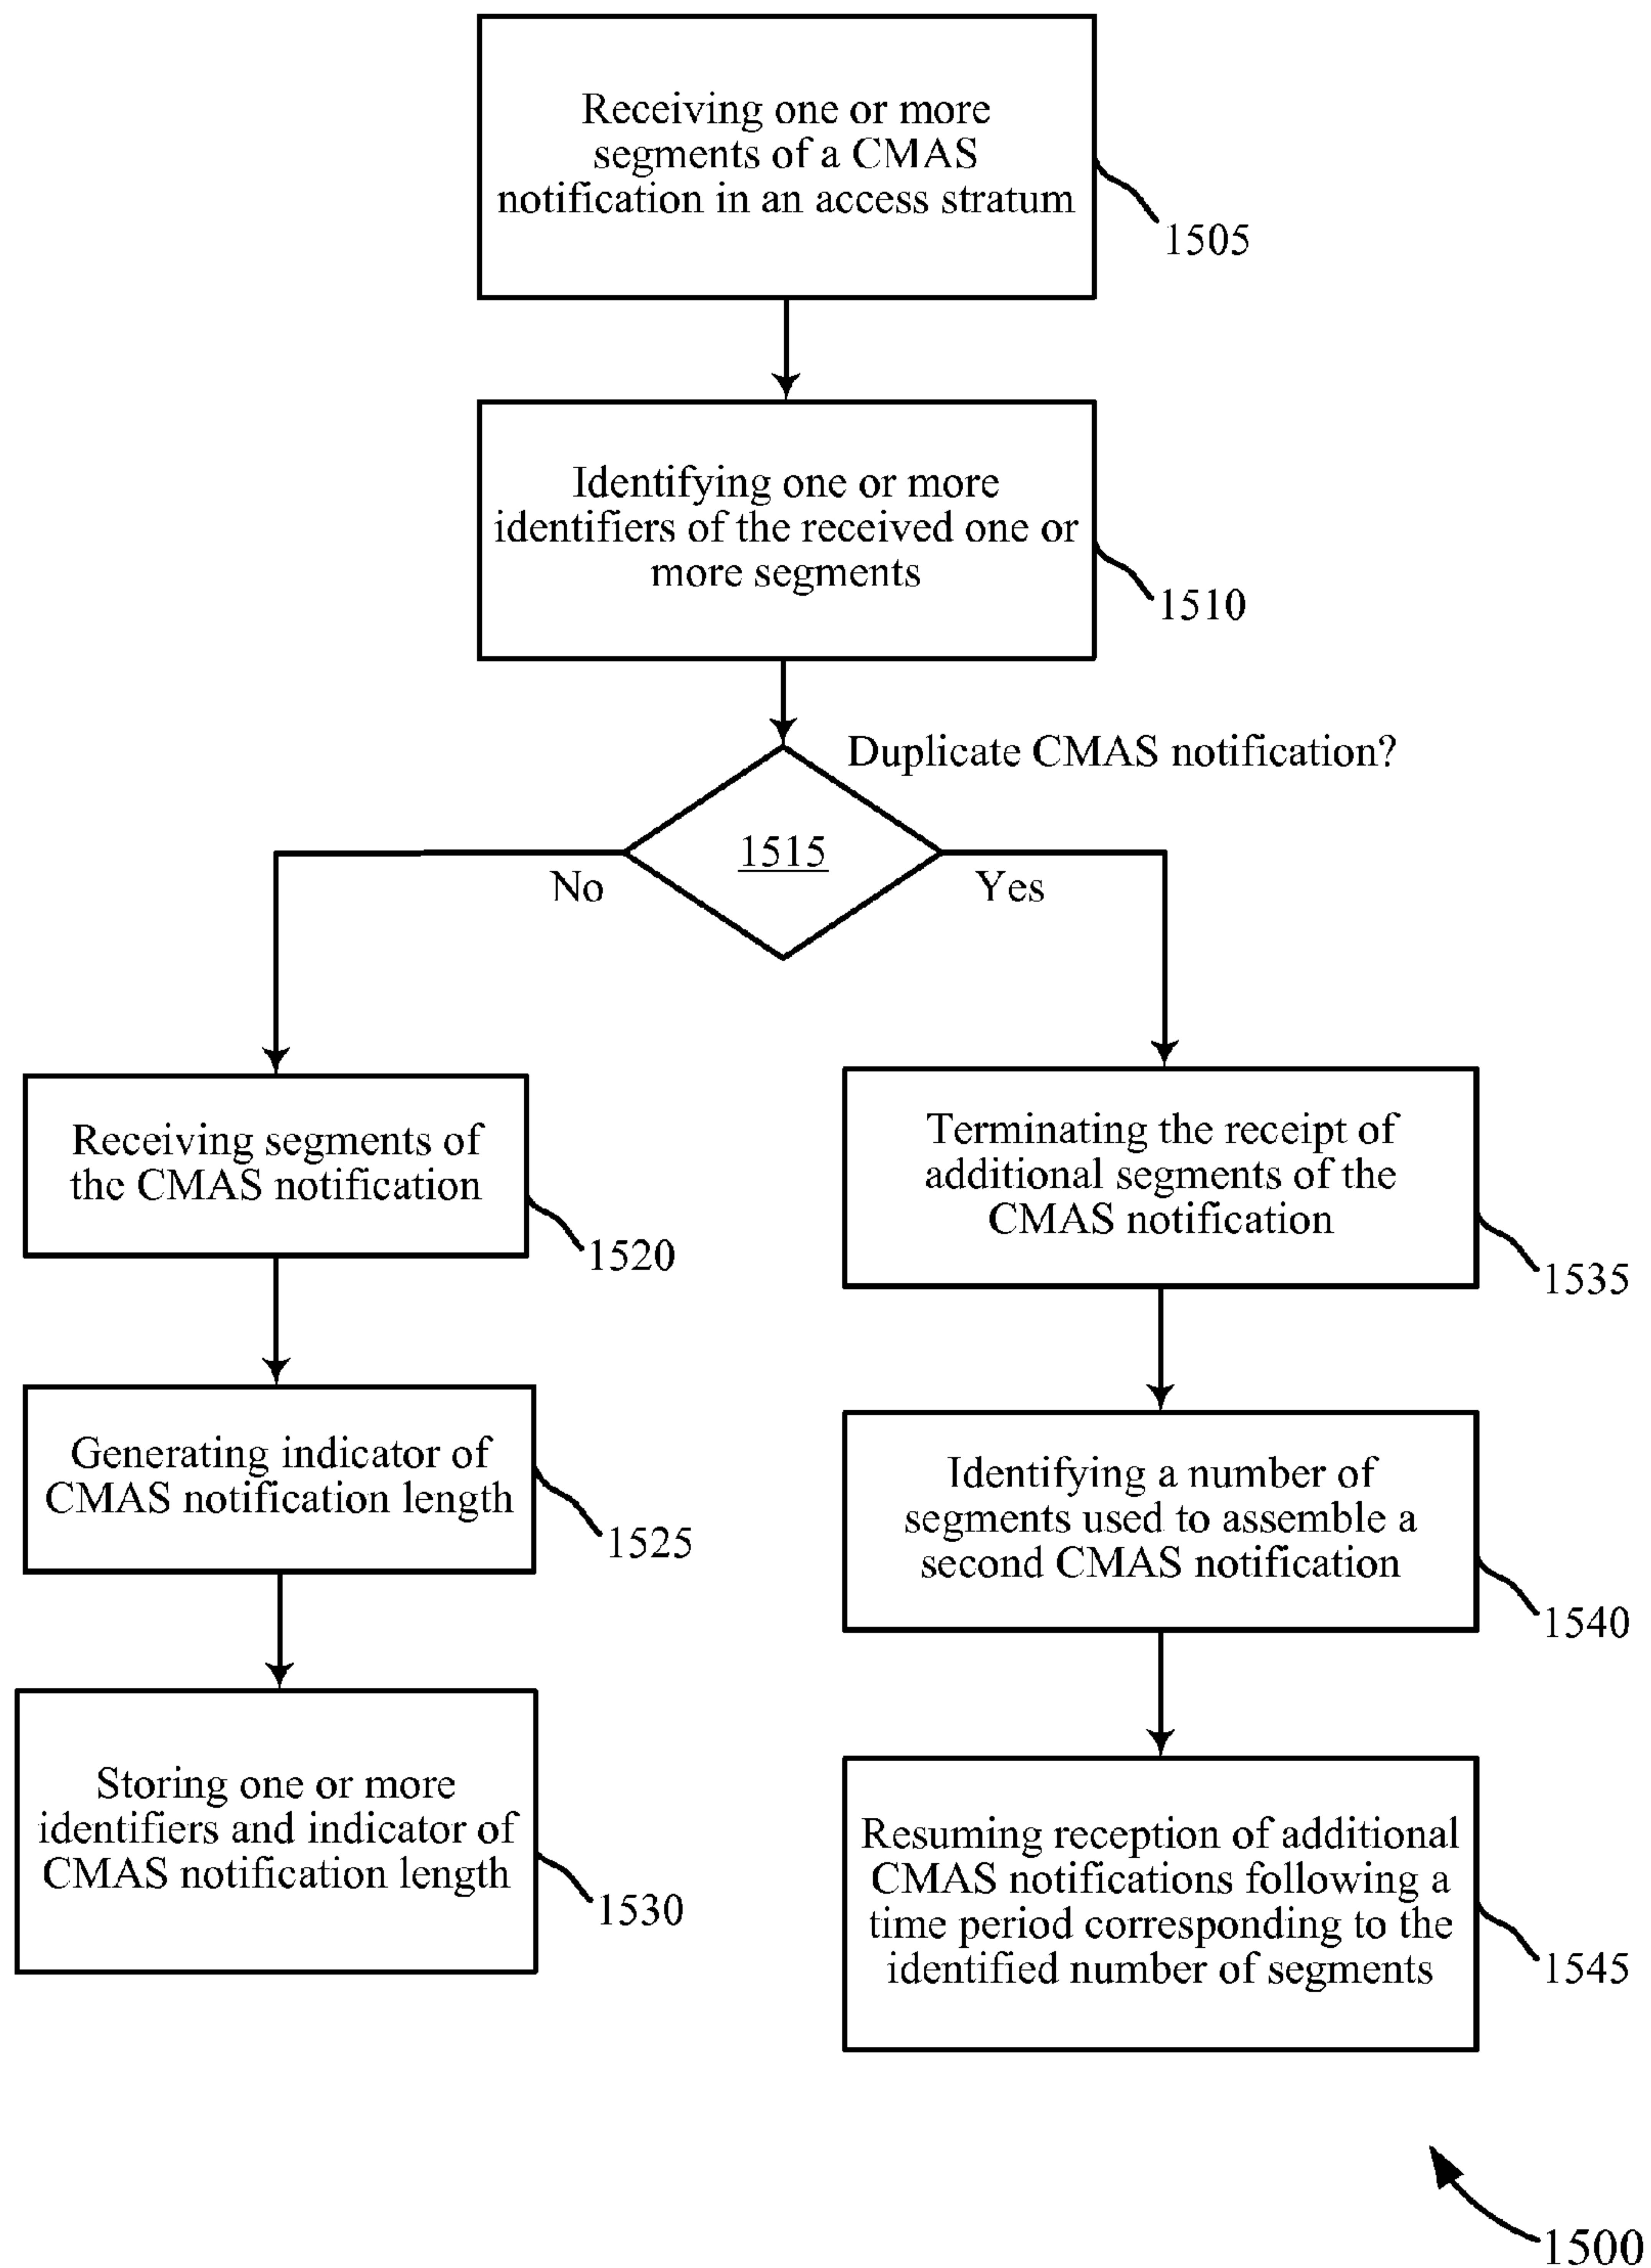 Receiving one or more
segments of a CMAS
notification in an access stratum
1505
Identifying one or more
identifiers of the received one or
more segments
1510
Duplicate CMAS notification?
1515
No
Yes
Receiving segments of
the CMAS notification
1520
Generating indicator of
CMAS notification length
1525
Storing one or more
identifiers and indicator of
CMAS notification length
1530
Terminating the receipt of
additional segments of the
CMAS notification
1535
Identifying a number of
segments used to assemble a
second CMAS notification
1540
Resuming reception of additional
CMAS notifications following a
time period corresponding to the
identified number of segments
1545
1500